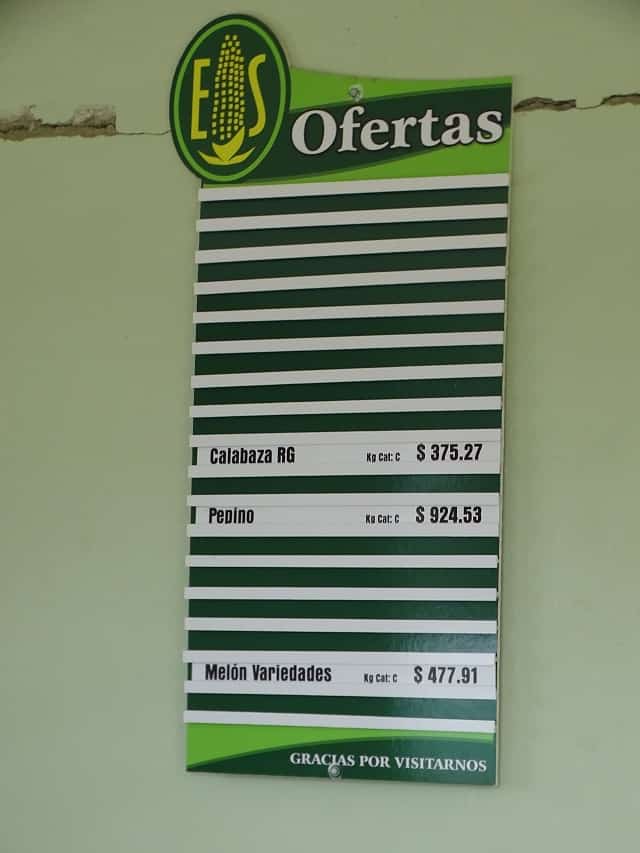 E S
Ofertas
Calabaza RG Kg Cat: C $ 375.27
Pepino Kg Cat: C $ 924.53
Melón Variedades Kg Cat: C $ 477.91
GRACIAS POR VISITARNOS